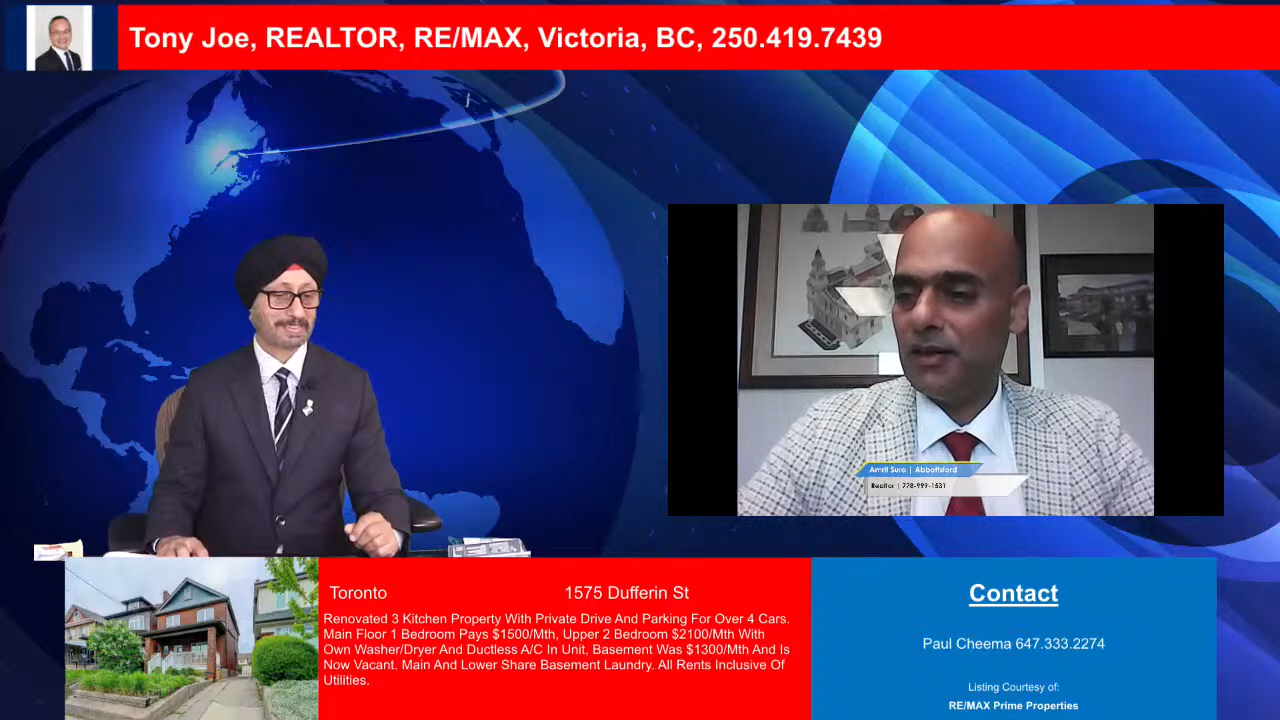 Tony Joe, REALTOR, RE/MAX, Victoria, BC, 250.419.7439
Amrit Sura | Abbotsford
Realtor | 778-999-1531
Toronto 1575 Dufferin St
Renovated 3 Kitchen Property With Private Drive And Parking For Over 4 Cars.
Main Floor 1 Bedroom Pays $1500/Mth, Upper 2 Bedroom $2100/Mth With
Own Washer/Dryer And Ductless A/C In Unit, Basement Was $1300/Mth And Is
Now Vacant. Main And Lower Share Basement Laundry. All Rents Inclusive Of
Utilities.
Contact
Paul Cheema 647.333.2274
Listing Courtesy of:
RE/MAX Prime Properties